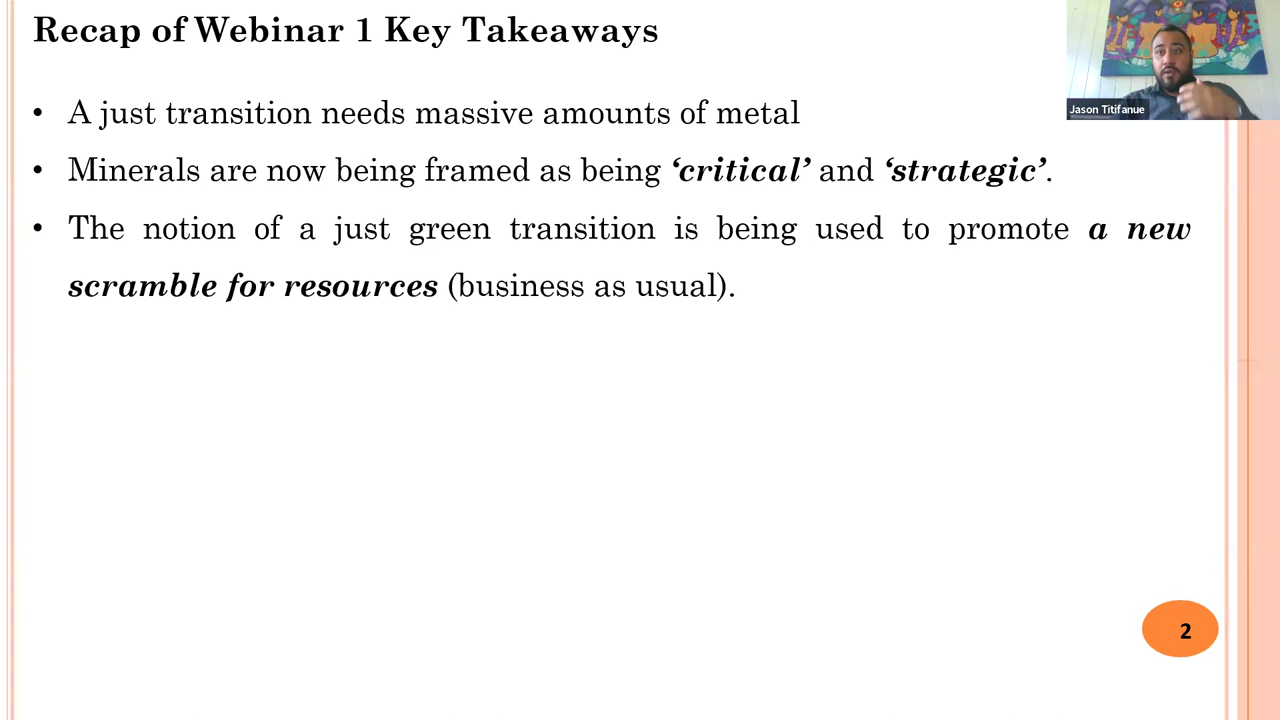 Recap of Webinar 1 Key Takeaways
Jason Titifanue
• A just transition needs massive amounts of metal
• Minerals are now being framed as being ‘critical’ and ‘strategic’.
• The notion of a just green transition is being used to promote a new
scramble for resources (business as usual).
2